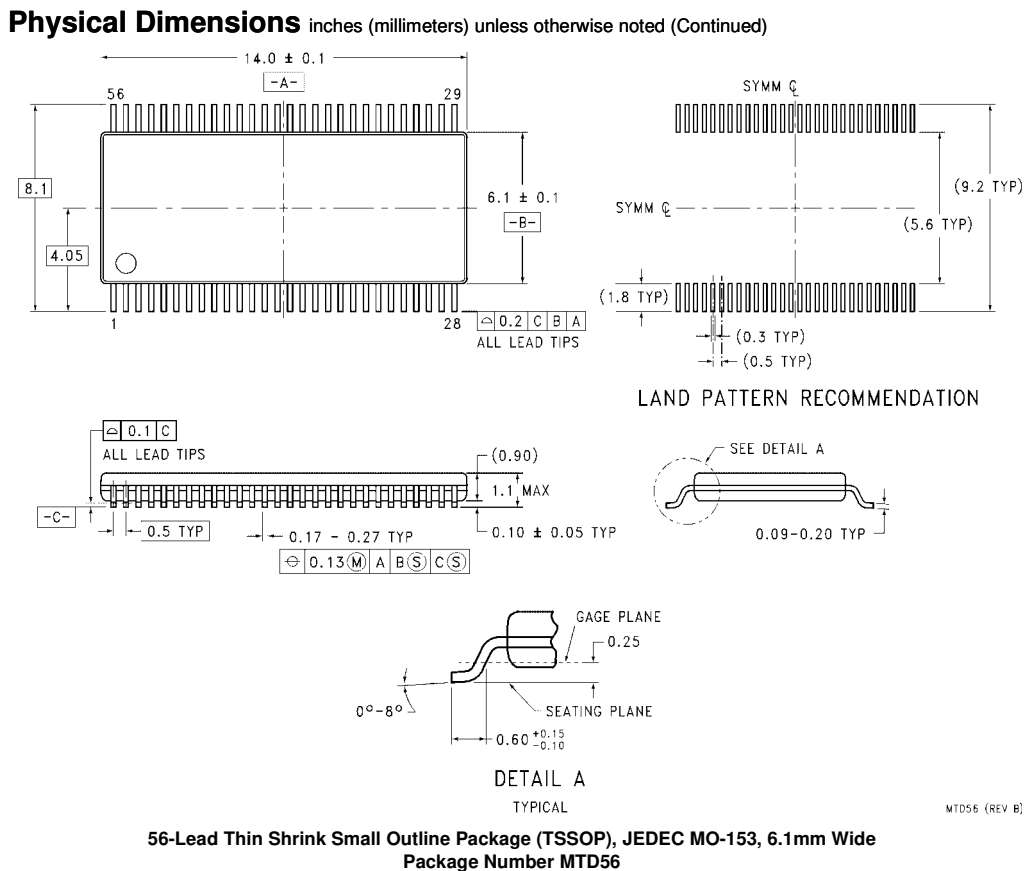 Physical Dimensions inches (millimeters) unless otherwise noted (Continued)
14.0 ± 0.1
-A-
56
29
8.1
4.05
6.1 ± 0.1
-B-
1
28
⌓ 0.2 C B A
ALL LEAD TIPS
SYMM ℄
SYMM ℄
(9.2 TYP)
(5.6 TYP)
(1.8 TYP)
(0.3 TYP)
(0.5 TYP)
LAND PATTERN RECOMMENDATION
⌓ 0.1 C
ALL LEAD TIPS
(0.90)
1.1 MAX
-C-
0.5 TYP
0.17 - 0.27 TYP
0.10 ± 0.05 TYP
⌖ 0.13 Ⓜ A B Ⓢ C Ⓢ
SEE DETAIL A
0.09-0.20 TYP
GAGE PLANE
0.25
0°-8°
SEATING PLANE
0.60 +0.15 -0.10
DETAIL A
TYPICAL
MTD56 (REV B)
56-Lead Thin Shrink Small Outline Package (TSSOP), JEDEC MO-153, 6.1mm Wide
Package Number MTD56